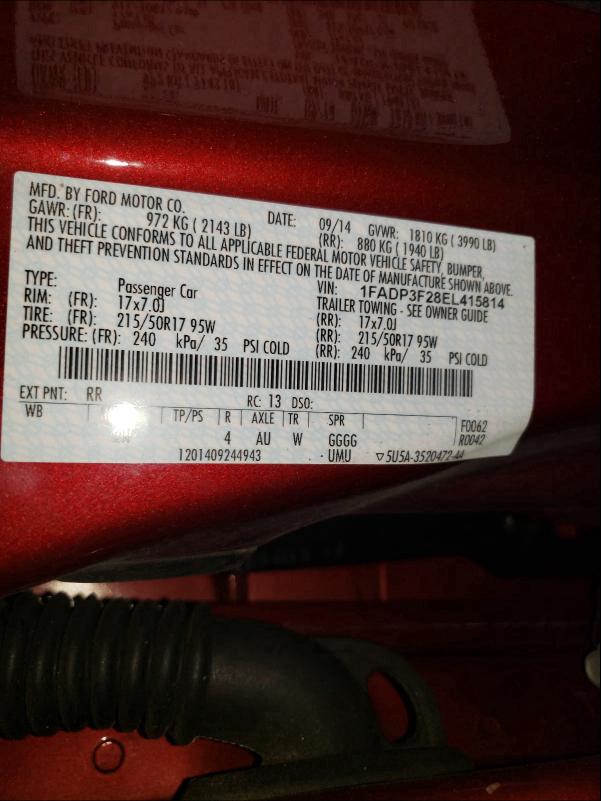 MFD. BY FORD MOTOR CO.
DATE: 09/14 GVWR: 1810 KG ( 3990 LB)
GAWR: (FR): 972 KG ( 2143 LB) (RR): 880 KG ( 1940 LB)
THIS VEHICLE CONFORMS TO ALL APPLICABLE FEDERAL MOTOR VEHICLE SAFETY, BUMPER,
AND THEFT PREVENTION STANDARDS IN EFFECT ON THE DATE OF MANUFACTURE SHOWN ABOVE.
VIN: 1FADP3F28EL415814
TYPE: Passenger Car TRAILER TOWING - SEE OWNER GUIDE
RIM: (FR): 17x7.0J (RR): 17x7.0J
TIRE: (FR): 215/50R17 95W (RR): 215/50R17 95W
PRESSURE: (FR): 240 kPa/ 35 PSI COLD (RR): 240 kPa/ 35 PSI COLD
EXT PNT: RR RC: 13 DSO:
WB TP/PS R AXLE TR SPR F0062
4 AU W GGGG R0042
1201409244943 UMU ▽5U5A-3520472-AA